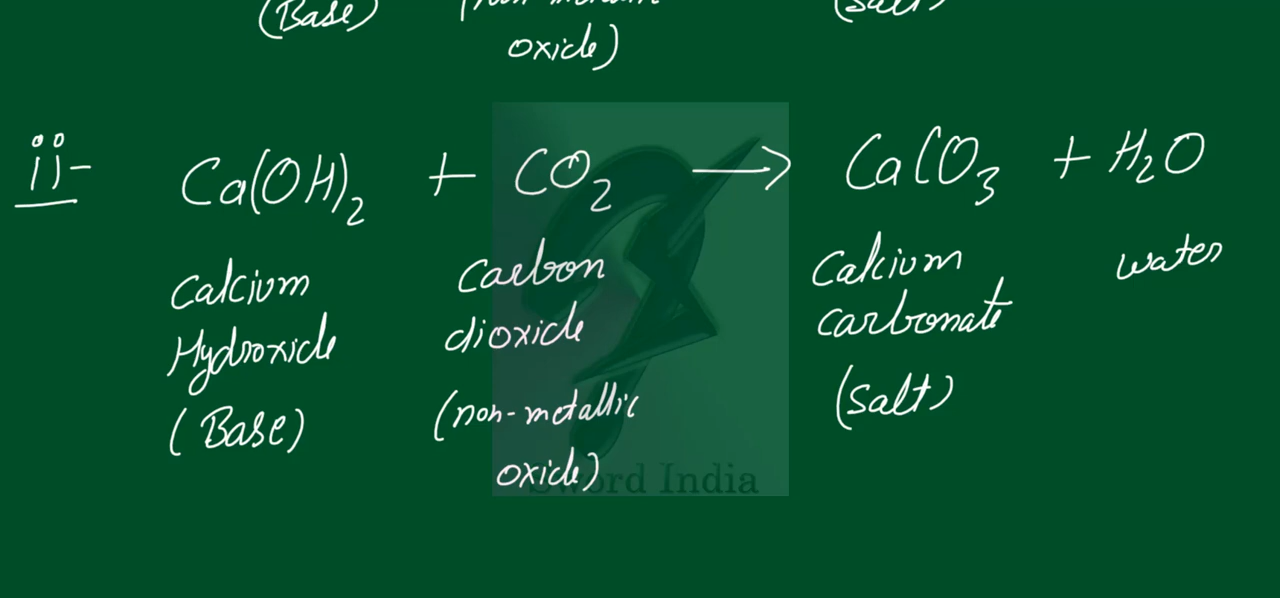 (Base)
oxide)
ii- Ca(OH)₂ + CO₂ → CaCO₃ + H₂O
Calcium Carbon Calcium water
Hydroxide dioxide carbonate
(Base) (non-metallic (Salt)
oxide)
Sword India